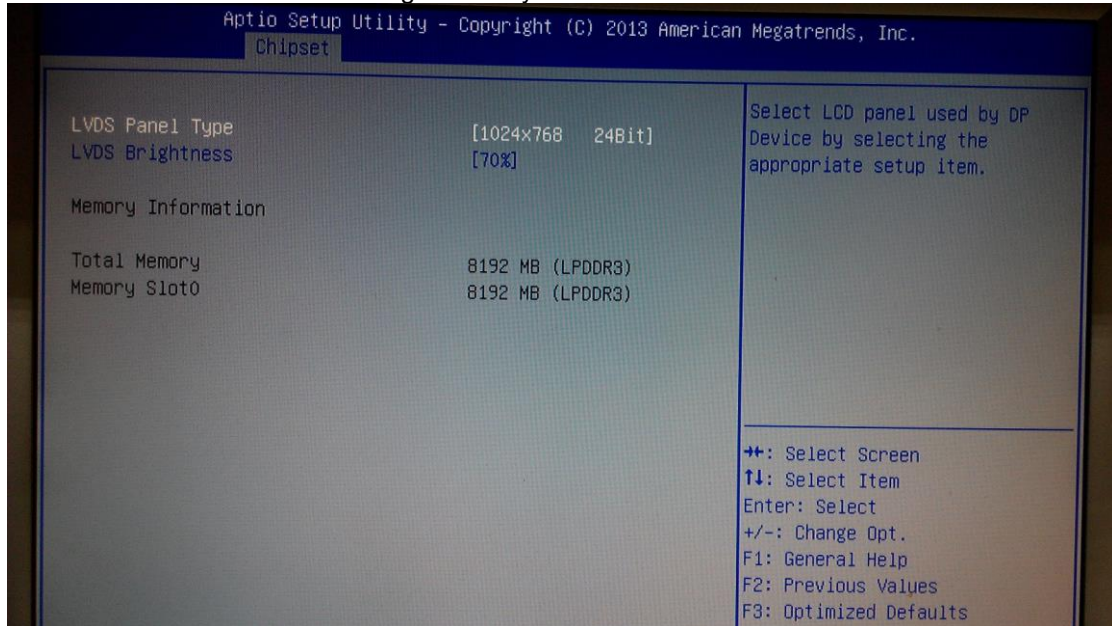 Aptio Setup Utility – Copyright (C) 2013 American Megatrends, Inc.
Chipset
LVDS Panel Type [1024x768 24Bit]
LVDS Brightness [70%]
Memory Information
Total Memory 8192 MB (LPDDR3)
Memory Slot0 8192 MB (LPDDR3)
Select LCD panel used by DP
Device by selecting the
appropriate setup item.
→←: Select Screen
↑↓: Select Item
Enter: Select
+/-: Change Opt.
F1: General Help
F2: Previous Values
F3: Optimized Defaults